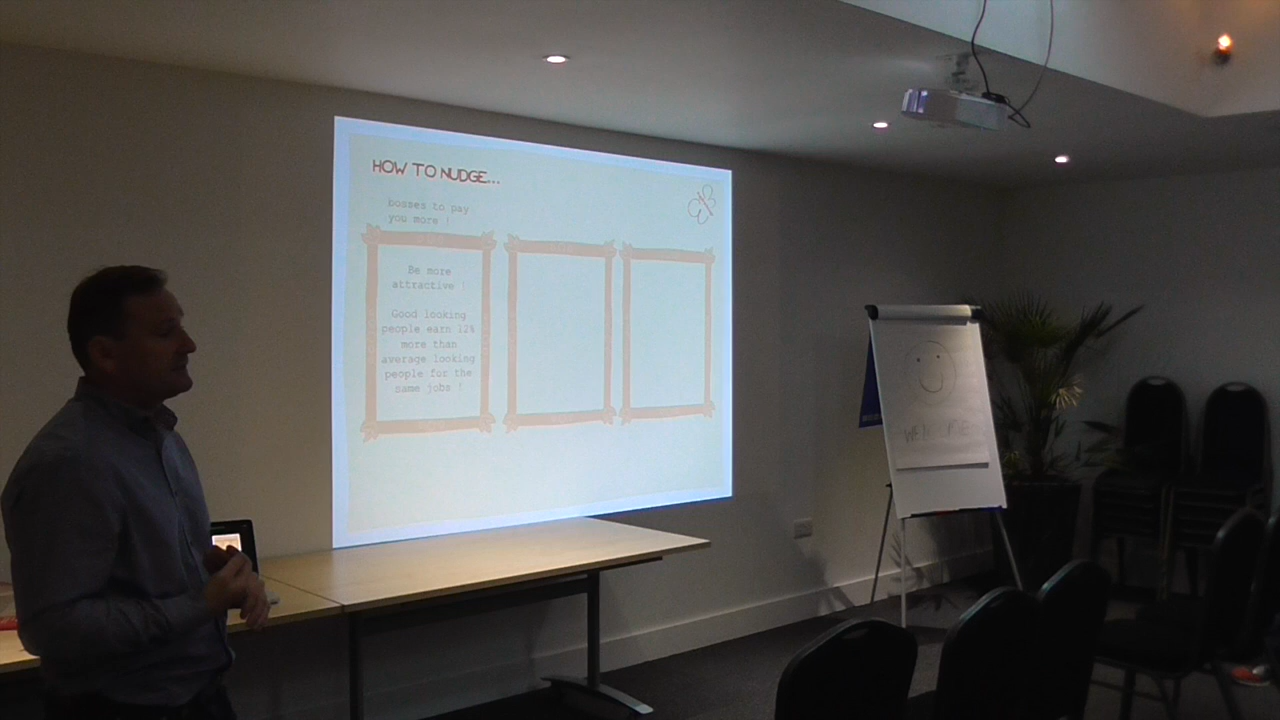 HOW TO NUDGE...
bosses to pay
you more !
Be more
attractive !
Good looking
people earn 12%
more than
average looking
people for the
same jobs !